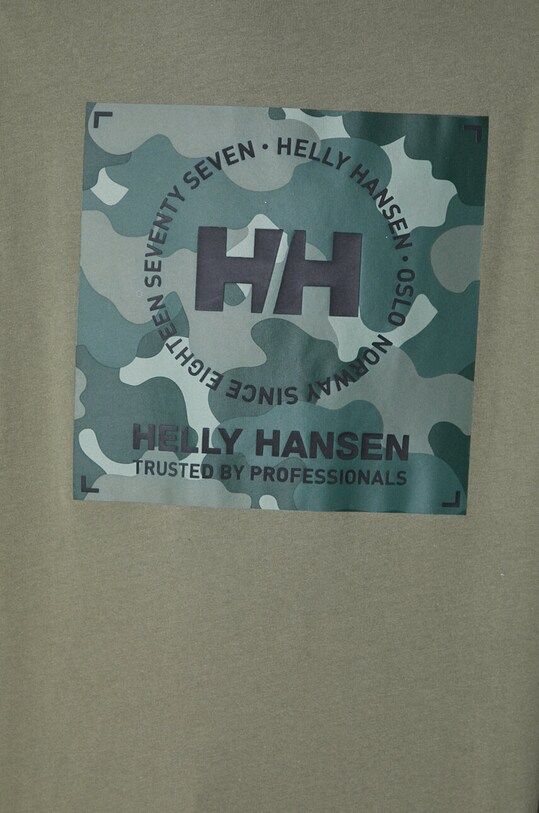 HELLY HANSEN · OSLO NORWAY SINCE EIGHTEEN SEVENTY SEVEN ·
HH
HELLY HANSEN
TRUSTED BY PROFESSIONALS